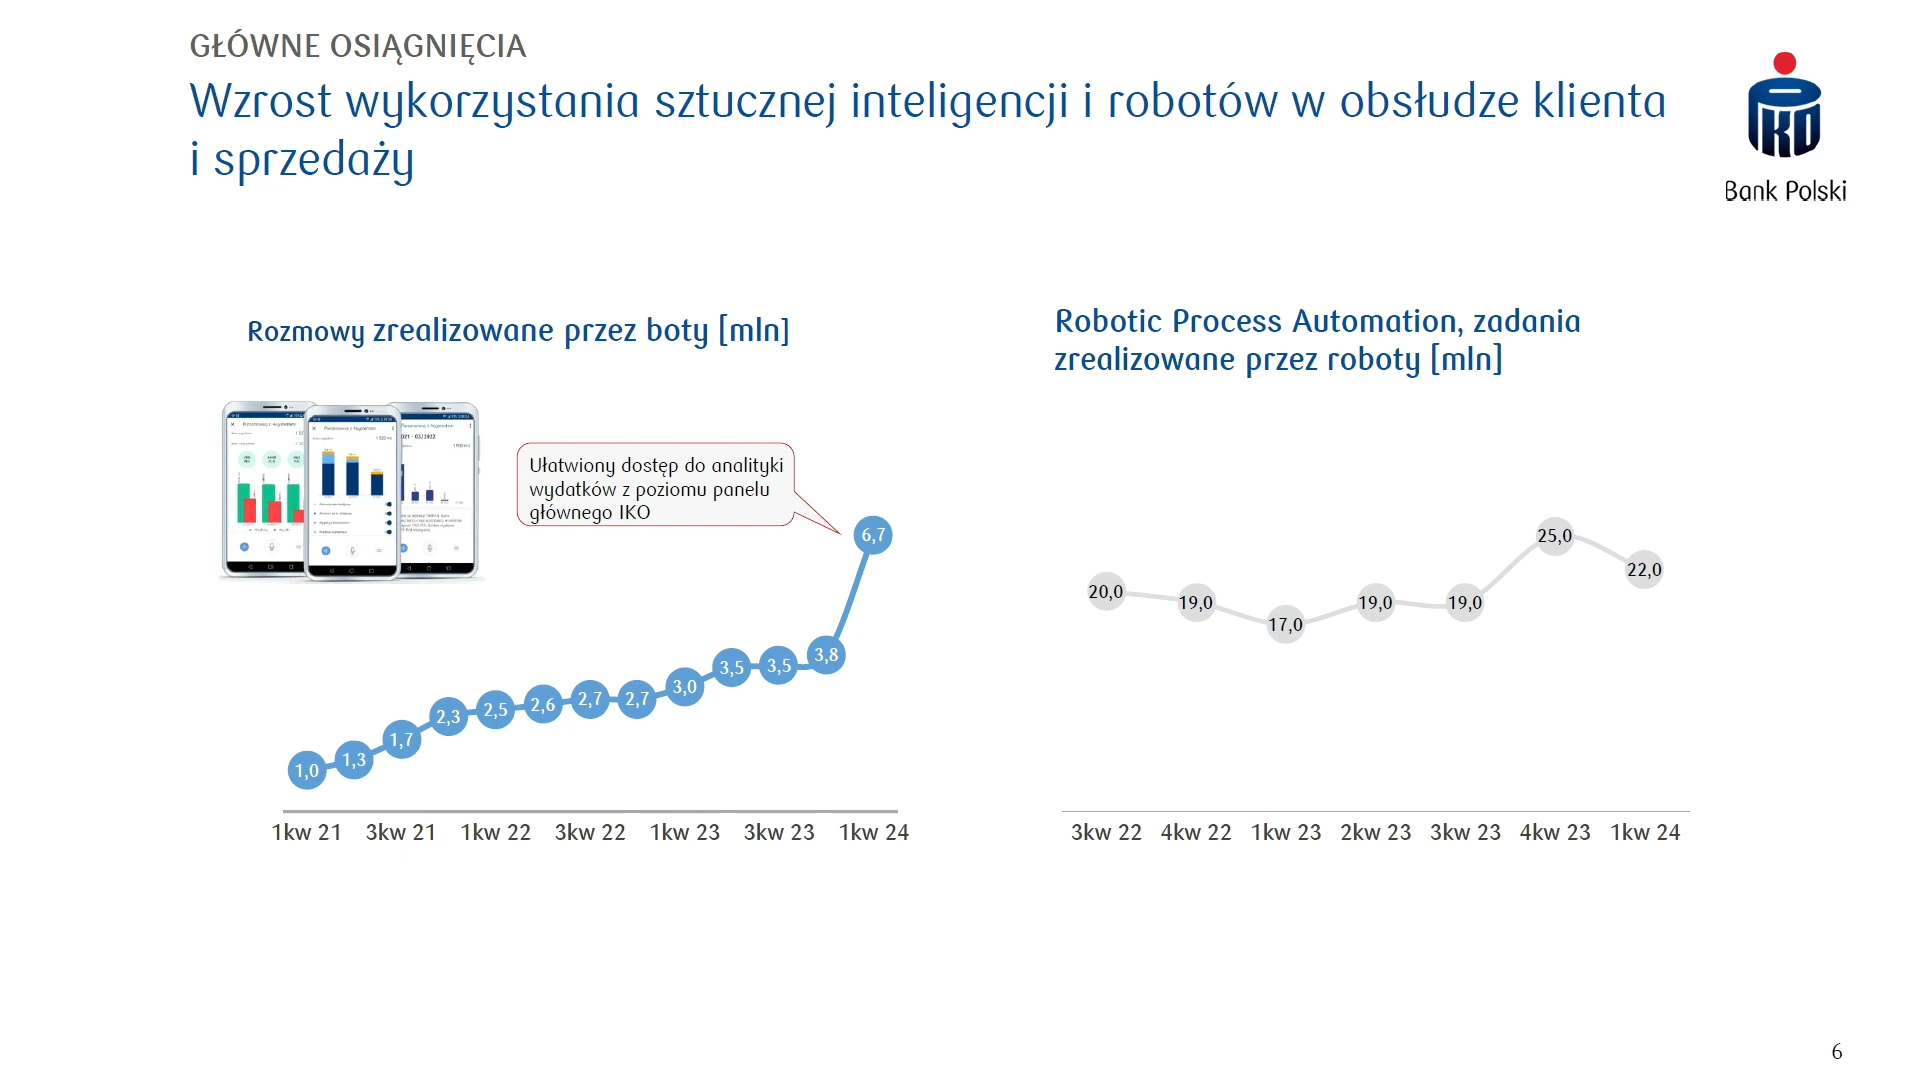 GŁÓWNE OSIĄGNIĘCIA
Wzrost wykorzystania sztucznej inteligencji i robotów w obsłudze klienta
i sprzedaży
PKO
Bank Polski
Rozmowy zrealizowane przez boty [mln]
Ułatwiony dostęp do analityki
wydatków z poziomu panelu
głównego IKO
1,0
1,3
1,7
2,3
2,5
2,6
2,7
2,7
3,0
3,5
3,5
3,8
6,7
1kw 21 3kw 21 1kw 22 3kw 22 1kw 23 3kw 23 1kw 24
Robotic Process Automation, zadania
zrealizowane przez roboty [mln]
20,0
19,0
17,0
19,0
19,0
25,0
22,0
3kw 22 4kw 22 1kw 23 2kw 23 3kw 23 4kw 23 1kw 24
6